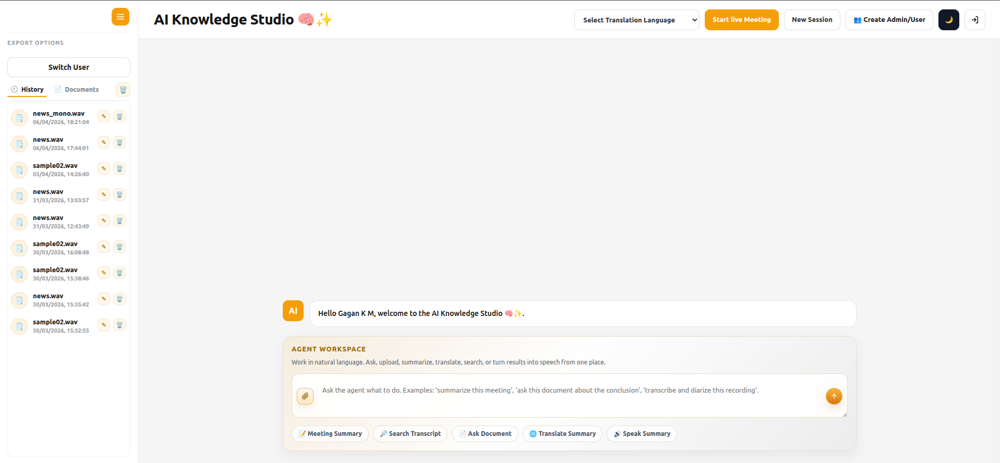 AI Knowledge Studio 🧠✨
Select Translation Language
Start live Meeting
New Session
👥 Create Admin/User
EXPORT OPTIONS
Switch User
History
Documents
news_mono.wav
06/04/2026, 18:21:04
news.wav
06/04/2026, 17:44:01
sample02.wav
03/04/2026, 14:26:40
news.wav
31/03/2026, 13:03:57
news.wav
31/03/2026, 12:43:49
sample02.wav
30/03/2026, 16:08:48
sample02.wav
30/03/2026, 15:38:46
news.wav
30/03/2026, 15:35:42
sample02.wav
30/03/2026, 15:32:55
AI
Hello Gagan K M, welcome to the AI Knowledge Studio 🧠✨.
AGENT WORKSPACE
Work in natural language. Ask, upload, summarize, translate, search, or turn results into speech from one place.
Ask the agent what to do. Examples: 'summarize this meeting', 'ask this document about the conclusion', 'transcribe and diarize this recording'.
Meeting Summary
Search Transcript
Ask Document
Translate Summary
Speak Summary